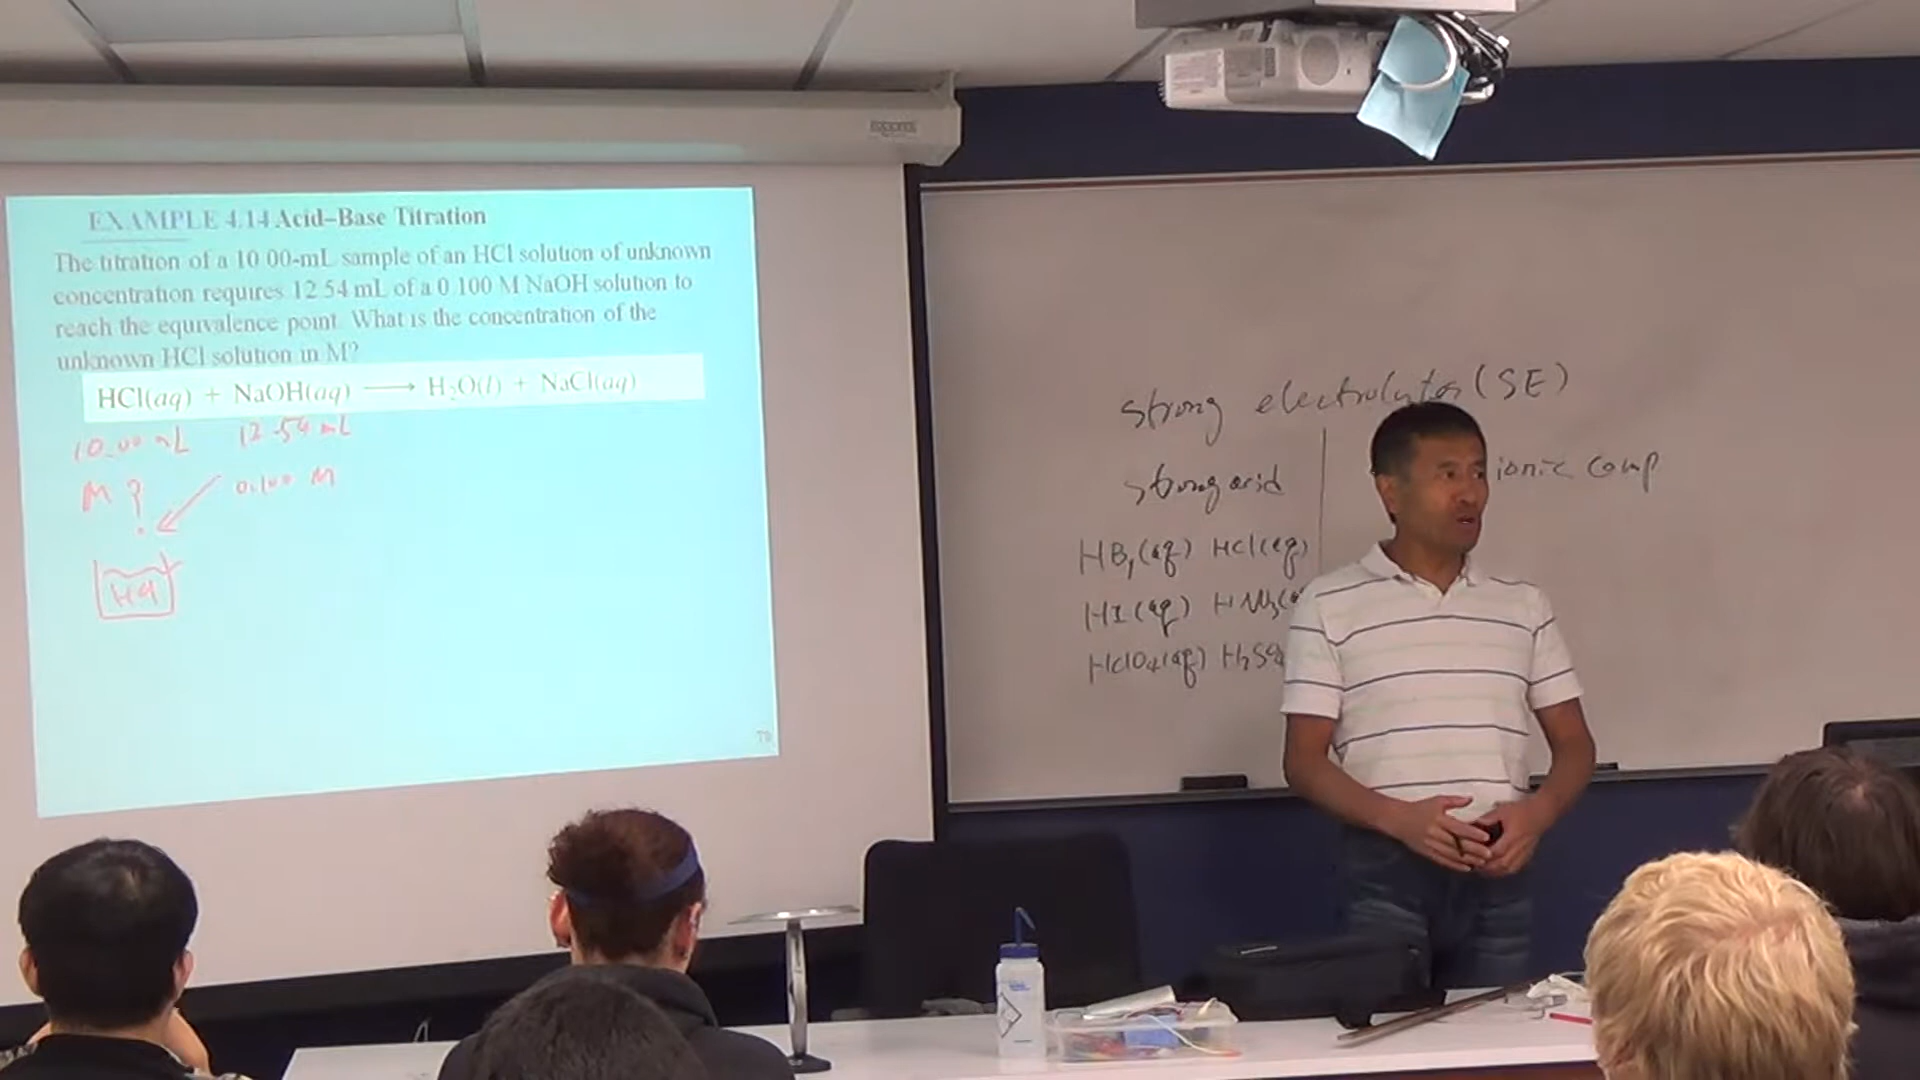 EXAMPLE 4.14 Acid–Base Titration
The titration of a 10.00-mL sample of an HCl solution of unknown
concentration requires 12.54 mL of a 0.100 M NaOH solution to
reach the equivalence point. What is the concentration of the
unknown HCl solution in M?
HCl(aq) + NaOH(aq) ⟶ H₂O(l) + NaCl(aq)
10.00 mL 12.54 mL
M ? 0.100 M
HCl
strong electrolytes (SE)
strong acid
ionic comp
HBr(aq) HCl(aq)
HI(aq) HNO3(a
HClO4(aq) H2SO4